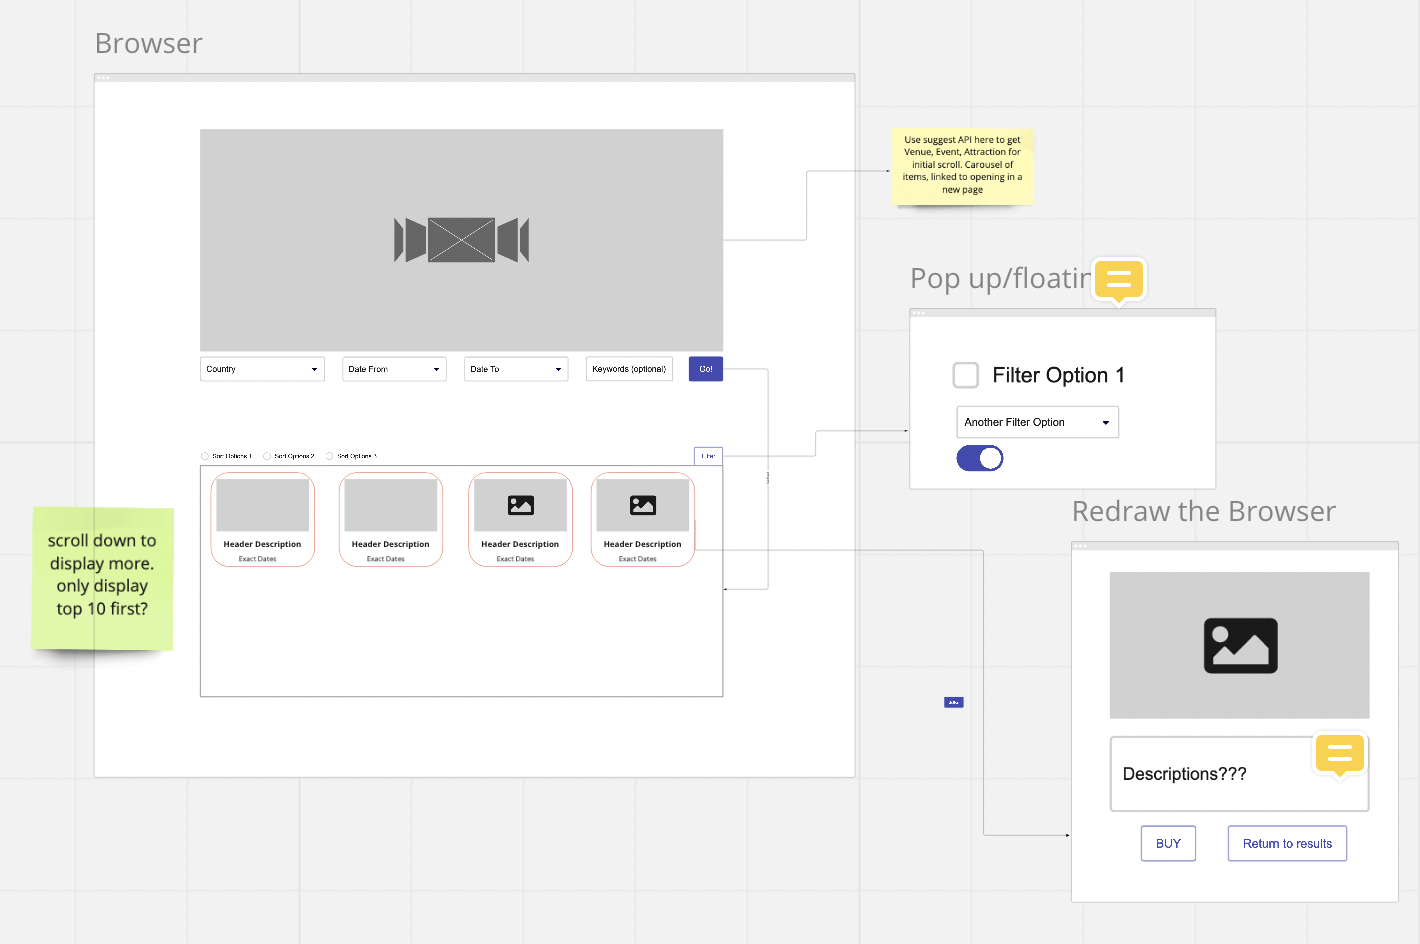 Browser
Use suggest API here to get
Venue, Event, Attraction for
initial scroll. Carousel of
items, linked to opening in a
new page
Pop up/floatin
Filter Option 1
Another Filter Option
Country
Date From
Date To
Keywords (optional)
Go!
Sort Options 1
Sort Options 2
Sort Options 3
Filter
Header Description
Exact Dates
Header Description
Exact Dates
Header Description
Exact Dates
Header Description
Exact Dates
scroll down to
display more.
only display
top 10 first?
Redraw the Browser
Descriptions???
BUY
Return to results